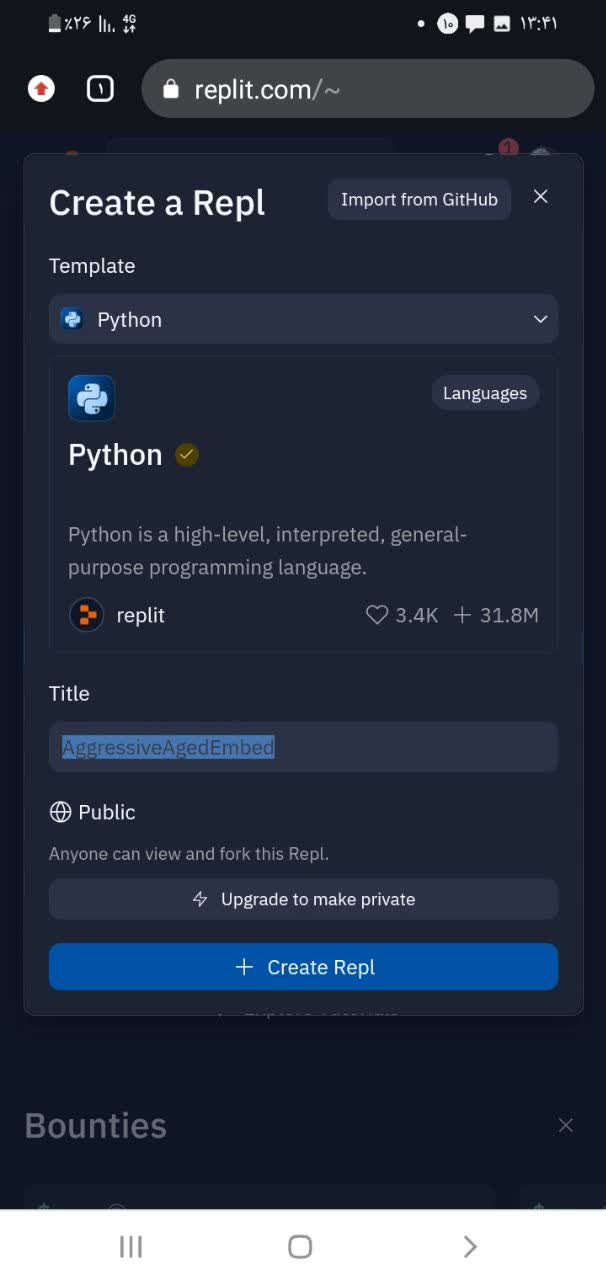 ٪۲۶ 4G ۱۰ ۱۳:۴۱
۱ replit.com/~
1
Create a Repl Import from GitHub
Template
Python
Languages
Python
Python is a high-level, interpreted, general-
purpose programming language.
replit 3.4K 31.8M
Title
AggressiveAgedEmbed
Public
Anyone can view and fork this Repl.
Upgrade to make private
+ Create Repl
Bounties